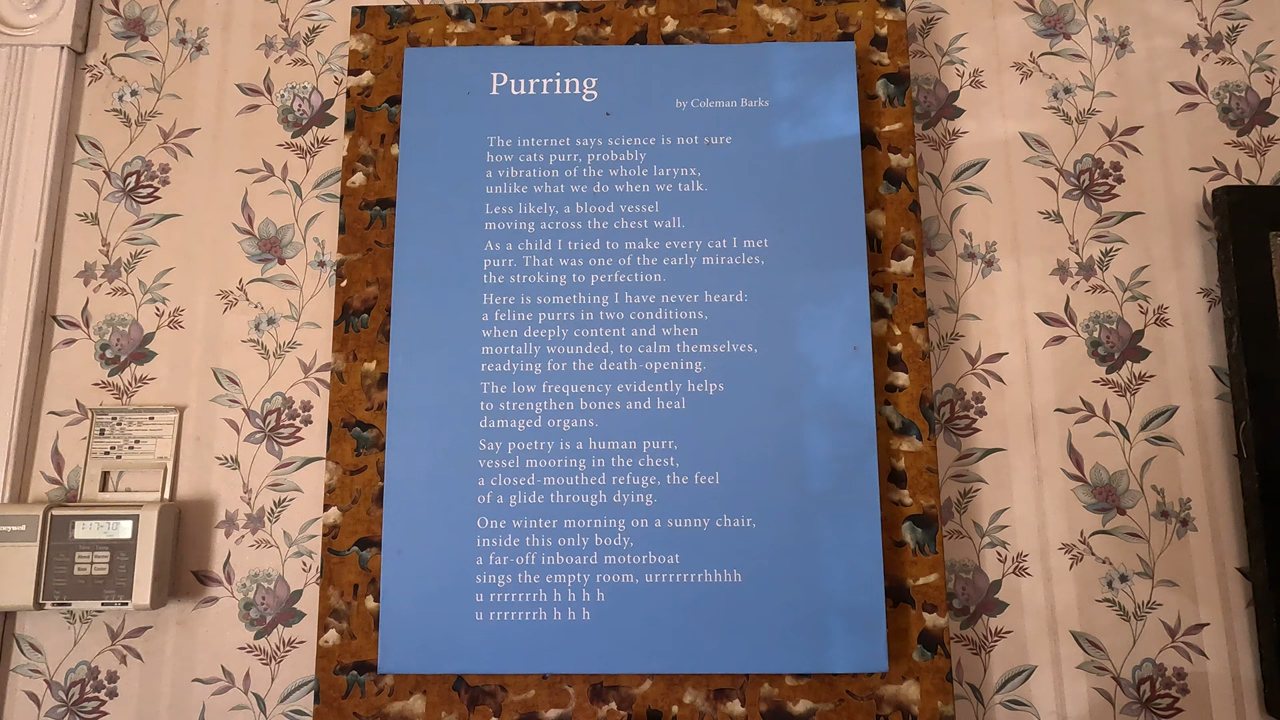 Purring
by Coleman Barks
The internet says science is not sure
how cats purr, probably
a vibration of the whole larynx,
unlike what we do when we talk.
Less likely, a blood vessel
moving across the chest wall.
As a child I tried to make every cat I met
purr. That was one of the early miracles,
the stroking to perfection.
Here is something I have never heard:
a feline purrs in two conditions,
when deeply content and when
mortally wounded, to calm themselves,
readying for the death-opening.
The low frequency evidently helps
to strengthen bones and heal
damaged organs.
Say poetry is a human purr,
vessel mooring in the chest,
a closed-mouthed refuge, the feel
of a glide through dying.
One winter morning on a sunny chair,
inside this only body,
a far-off inboard motorboat
sings the empty room, urrrrrrrhhhh
u rrrrrrrh h h h h
u rrrrrrrh h h h